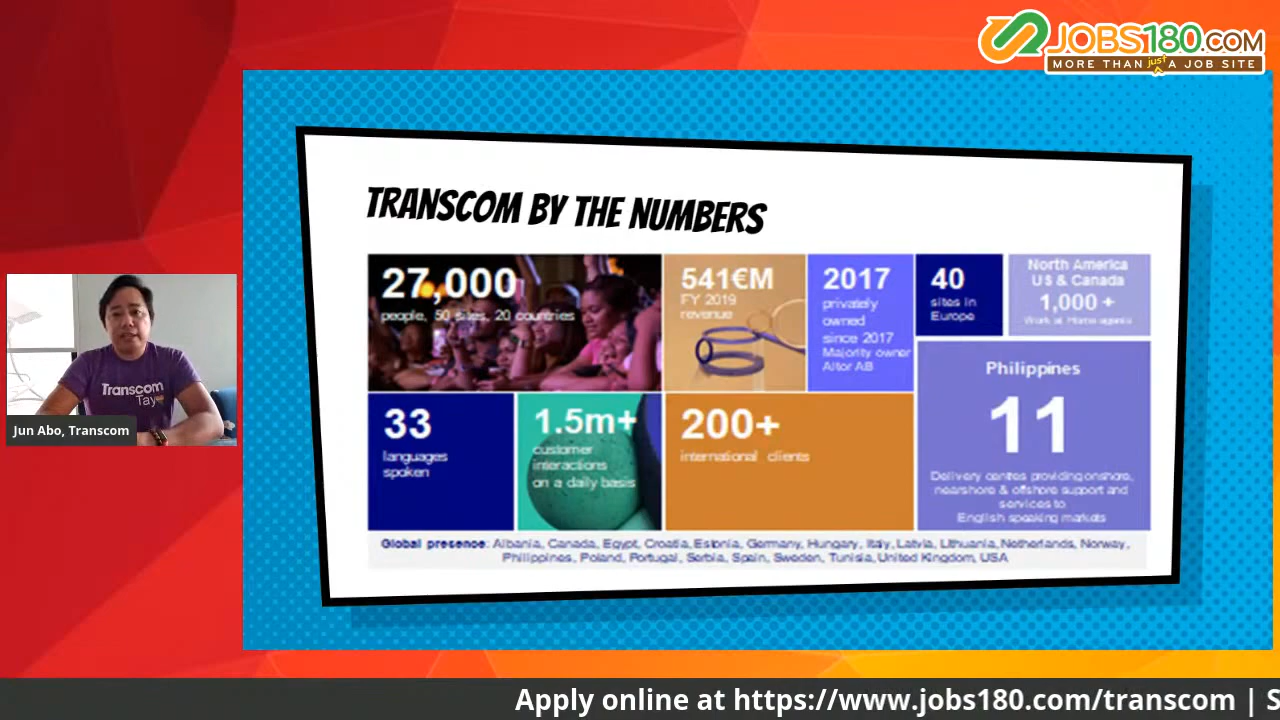 JOBS180.COM
MORE THAN just A JOB SITE
TRANSCOM BY THE NUMBERS
27,000
people, 50 sites, 20 countries
541€M
FY 2019
revenue
2017
privately
owned
since 2017
Majority owner
Altor AB
40
sites in
Europe
North America
US & Canada
1,000 +
Work at Home agents
33
languages
spoken
1.5m+
customer
interactions
on a daily basis
200+
international clients
Philippines
11
Delivery centres providing onshore,
nearshore & offshore support and
services to
English speaking markets
Global presence: Albania, Canada, Egypt, Croatia, Estonia, Germany, Hungary, Italy, Latvia, Lithuania, Netherlands, Norway,
Philippines, Poland, Portugal, Serbia, Spain, Sweden, Tunisia, United Kingdom, USA
Transcom
Tayo
Jun Abo, Transcom
Apply online at https://www.jobs180.com/transcom | S